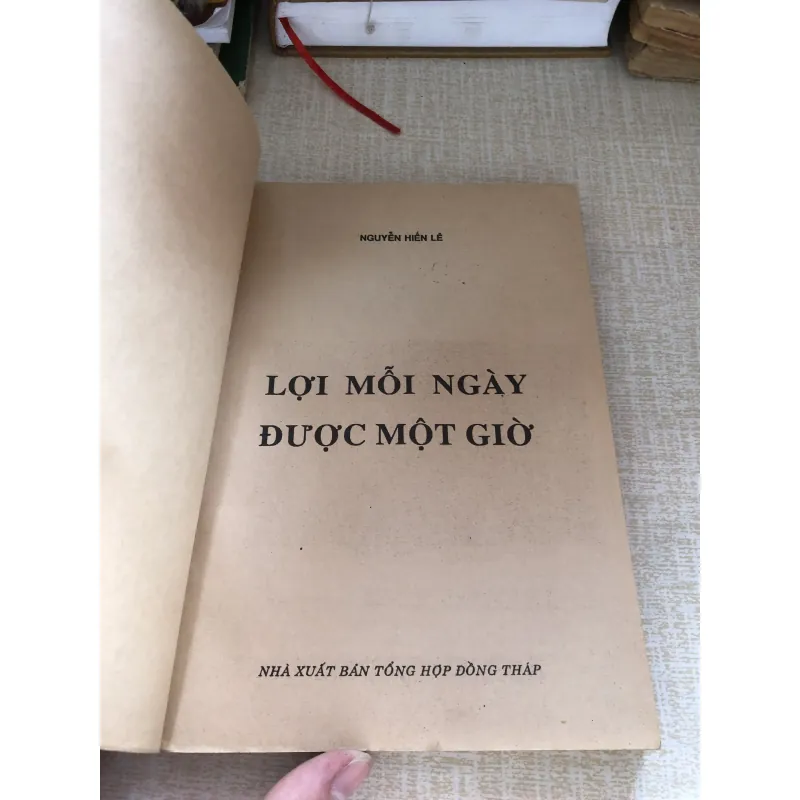 NGUYỄN HIẾN LÊ
LỢI MỖI NGÀY
ĐƯỢC MỘT GIỜ
NHÀ XUẤT BẢN TỔNG HỢP ĐỒNG THÁP